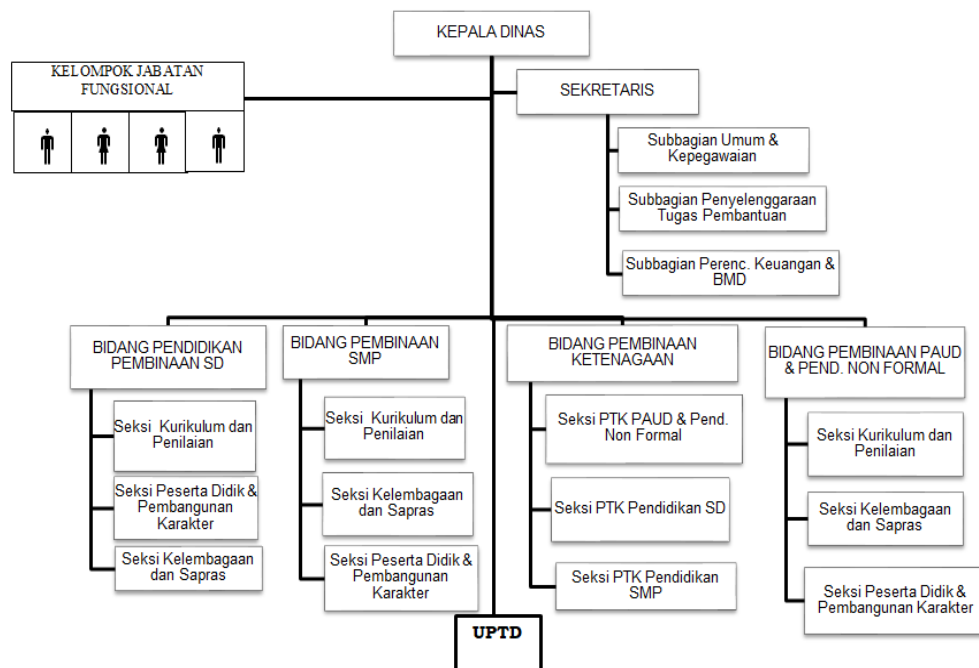 KEPALA DINAS
KELOMPOK JABATAN
FUNGSIONAL
SEKRETARIS
Subbagian Umum &
Kepegawaian
Subbagian Penyelenggaraan
Tugas Pembantuan
Subbagian Perenc. Keuangan &
BMD
BIDANG PENDIDIKAN
PEMBINAAN SD
Seksi Kurikulum dan
Penilaian
Seksi Peserta Didik &
Pembangunan
Karakter
Seksi Kelembagaan
dan Sapras
BIDANG PEMBINAAN
SMP
Seksi Kurikulum dan
Penilaian
Seksi Kelembagaan
dan Sapras
Seksi Peserta Didik &
Pembangunan
Karakter
BIDANG PEMBINAAN
KETENAGAAN
Seksi PTK PAUD & Pend.
Non Formal
Seksi PTK Pendidikan SD
Seksi PTK Pendidikan
SMP
BIDANG PEMBINAAN PAUD
& PEND. NON FORMAL
Seksi Kurikulum dan
Penilaian
Seksi Kelembagaan
dan Sapras
Seksi Peserta Didik &
Pembangunan Karakter
UPTD